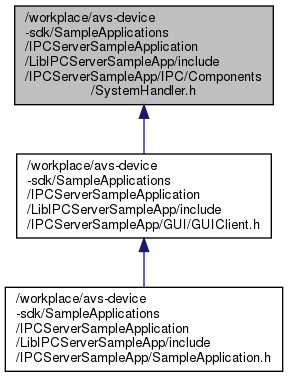 /workplace/avs-device
-sdk/SampleApplications
/IPCServerSampleApplication
/LibIPCServerSampleApp/include
/IPCServerSampleApp/IPC/Components
/SystemHandler.h
/workplace/avs-device
-sdk/SampleApplications
/IPCServerSampleApplication
/LibIPCServerSampleApp/include
/IPCServerSampleApp/GUI/GUIClient.h
/workplace/avs-device
-sdk/SampleApplications
/IPCServerSampleApplication
/LibIPCServerSampleApp/include
/IPCServerSampleApp/SampleApplication.h